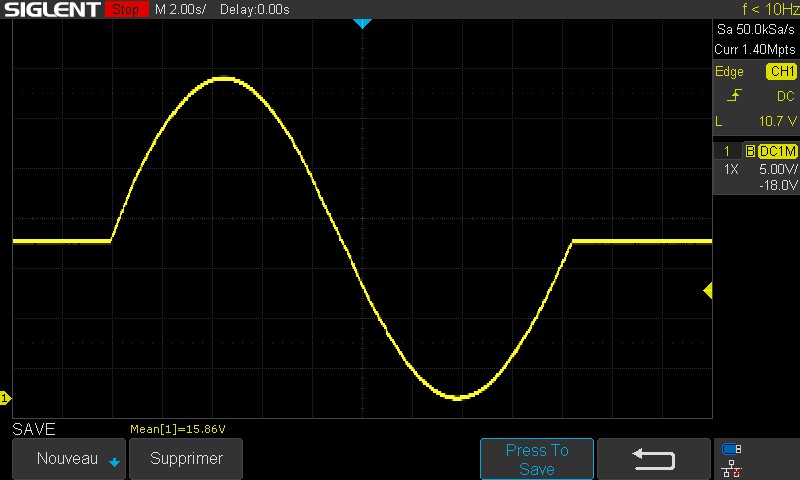 SIGLENT Stop M 2.00s/ Delay:0.00s f < 10Hz
Sa 50.0kSa/s
Curr 1.40Mpts
Edge CH1
DC
L 10.7 V
1 B DC1M
1X 5.00V/
-18.0V
1
SAVE Mean[1]=15.86V
Nouveau Supprimer Press To
Save